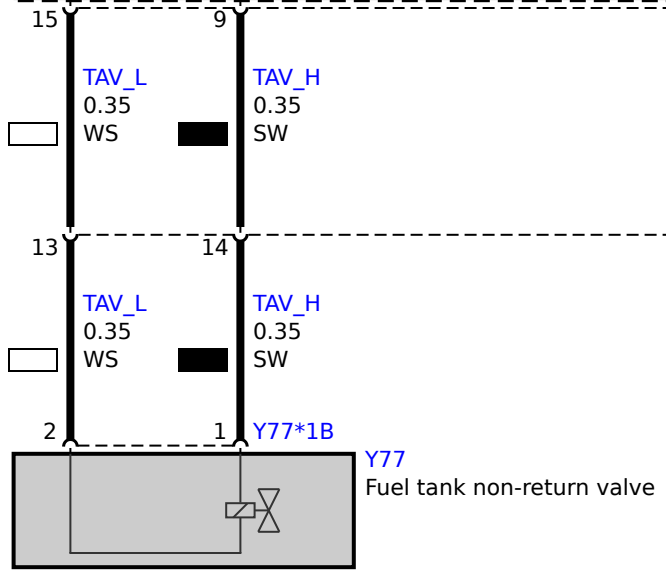 15
9
TAV_L
TAV_H
0.35
0.35
WS
SW
13
14
TAV_L
TAV_H
0.35
0.35
WS
SW
2
1
Y77*1B
Y77
Fuel tank non-return valve